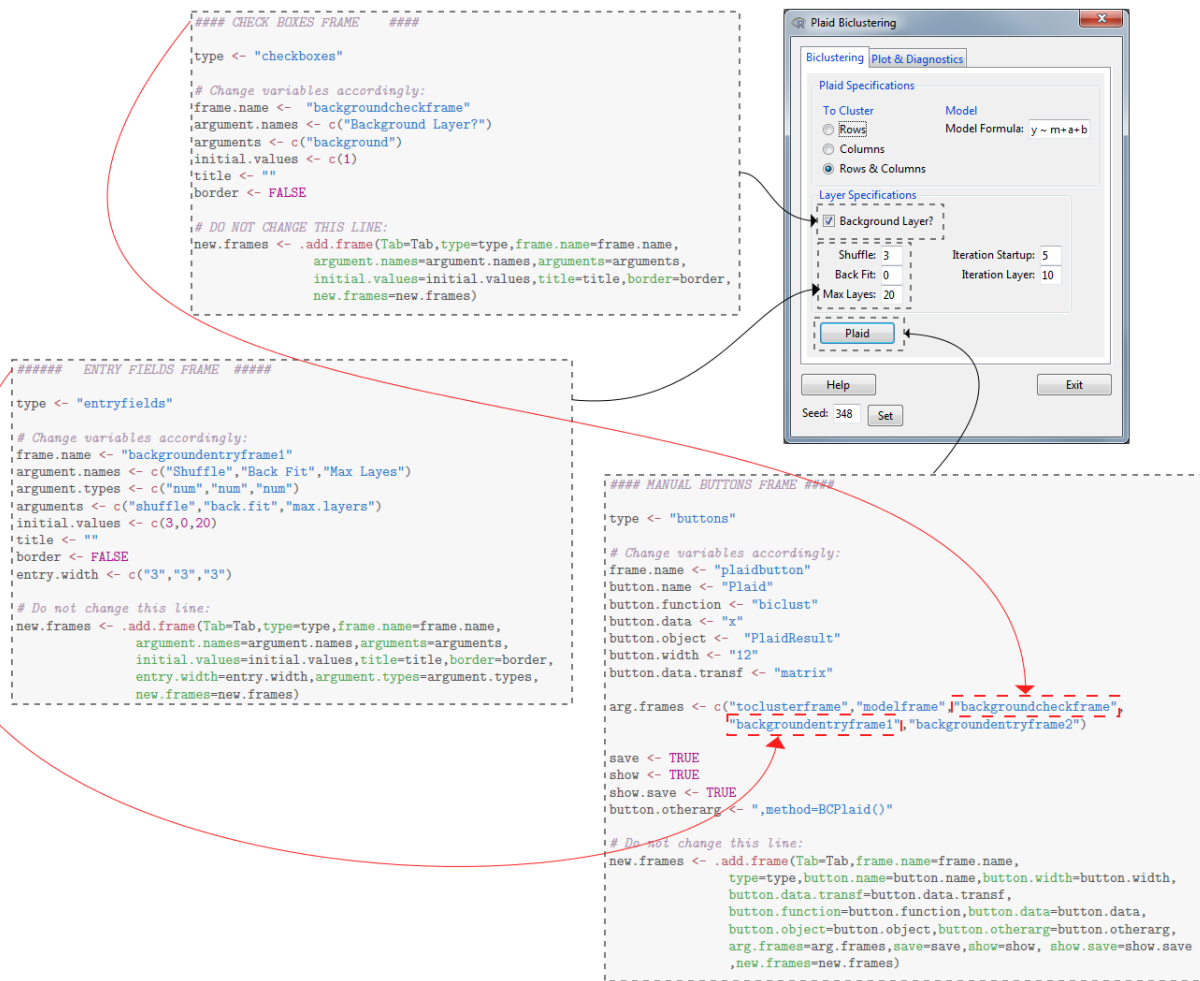 #### CHECK BOXES FRAME    ####
type <- "checkboxes"
# Change variables accordingly:
frame.name <-  "backgroundcheckframe"
argument.names <- c("Background Layer?")
arguments <- c("background")
initial.values <- c(1)
title <- ""
border <- FALSE
# DO NOT CHANGE THIS LINE:
new.frames <- .add.frame(Tab=Tab,type=type,frame.name=frame.name,
argument.names=argument.names,arguments=arguments,
initial.values=initial.values,title=title,border=border,
new.frames=new.frames)
Plaid Biclustering
Biclustering Plot & Diagnostics
Plaid Specifications
To Cluster Model
Rows Model Formula: y ~ m+a+b
Columns
Rows & Columns
Layer Specifications
Background Layer?
Shuffle: 3 Iteration Startup: 5
Back Fit: 0 Iteration Layer: 10
Max Layes: 20
Plaid
Help Exit
Seed: 348 Set
######   ENTRY FIELDS FRAME  #####
type <- "entryfields"
# Change variables accordingly:
frame.name <- "backgroundentryframe1"
argument.names <- c("Shuffle","Back Fit","Max Layes")
argument.types <- c("num","num","num")
arguments <- c("shuffle","back.fit","max.layers")
initial.values <- c(3,0,20)
title <- ""
border <- FALSE
entry.width <- c("3","3","3")
# Do not change this line:
new.frames <- .add.frame(Tab=Tab,type=type,frame.name=frame.name,
argument.names=argument.names,arguments=arguments,
initial.values=initial.values,title=title,border=border,
entry.width=entry.width,argument.types=argument.types,
new.frames=new.frames)
#### MANUAL BUTTONS FRAME ####
type <- "buttons"
# Change variables accordingly:
frame.name <- "plaidbutton"
button.name <- "Plaid"
button.function <- "biclust"
button.data <- "x"
button.object <-  "PlaidResult"
button.width <- "12"
button.data.transf <- "matrix"
arg.frames <- c("toclusterframe","modelframe","backgroundcheckframe",
"backgroundentryframe1","backgroundentryframe2")
save <- TRUE
show <- TRUE
show.save <- TRUE
button.otherarg <- ",method=BCPlaid()"
# Do not change this line:
new.frames <- .add.frame(Tab=Tab,frame.name=frame.name,
type=type,button.name=button.name,button.width=button.width,
button.data.transf=button.data.transf,
button.function=button.function,button.data=button.data,
button.object=button.object,button.otherarg=button.otherarg,
arg.frames=arg.frames,save=save,show=show, show.save=show.save
,new.frames=new.frames)